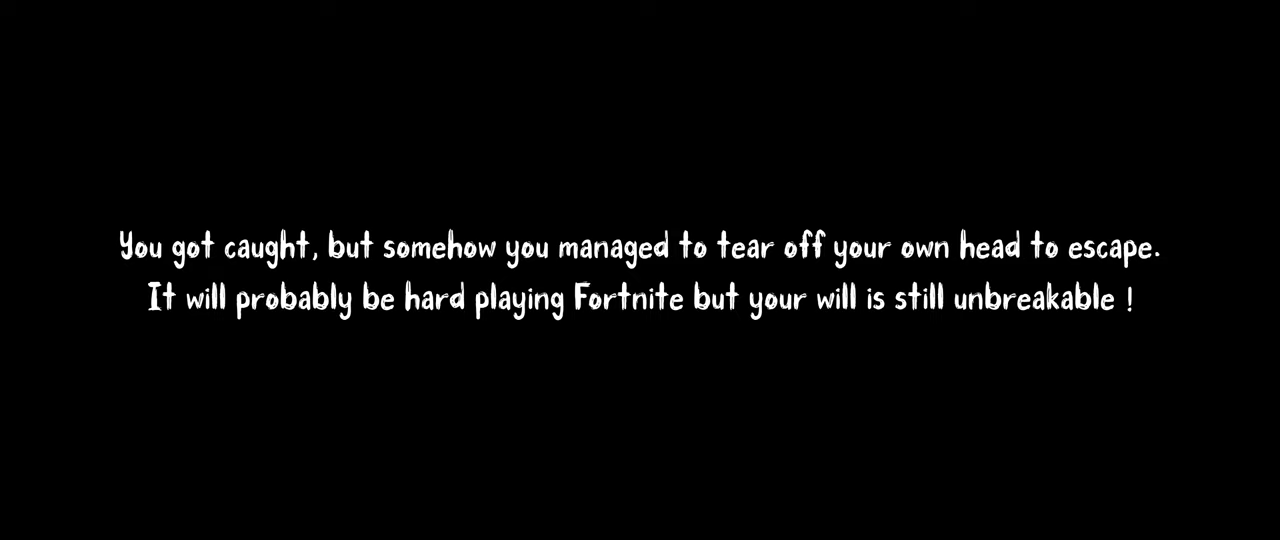 You got caught, but somehow you managed to tear off your own head to escape.
It will probably be hard playing Fortnite but your will is still unbreakable !